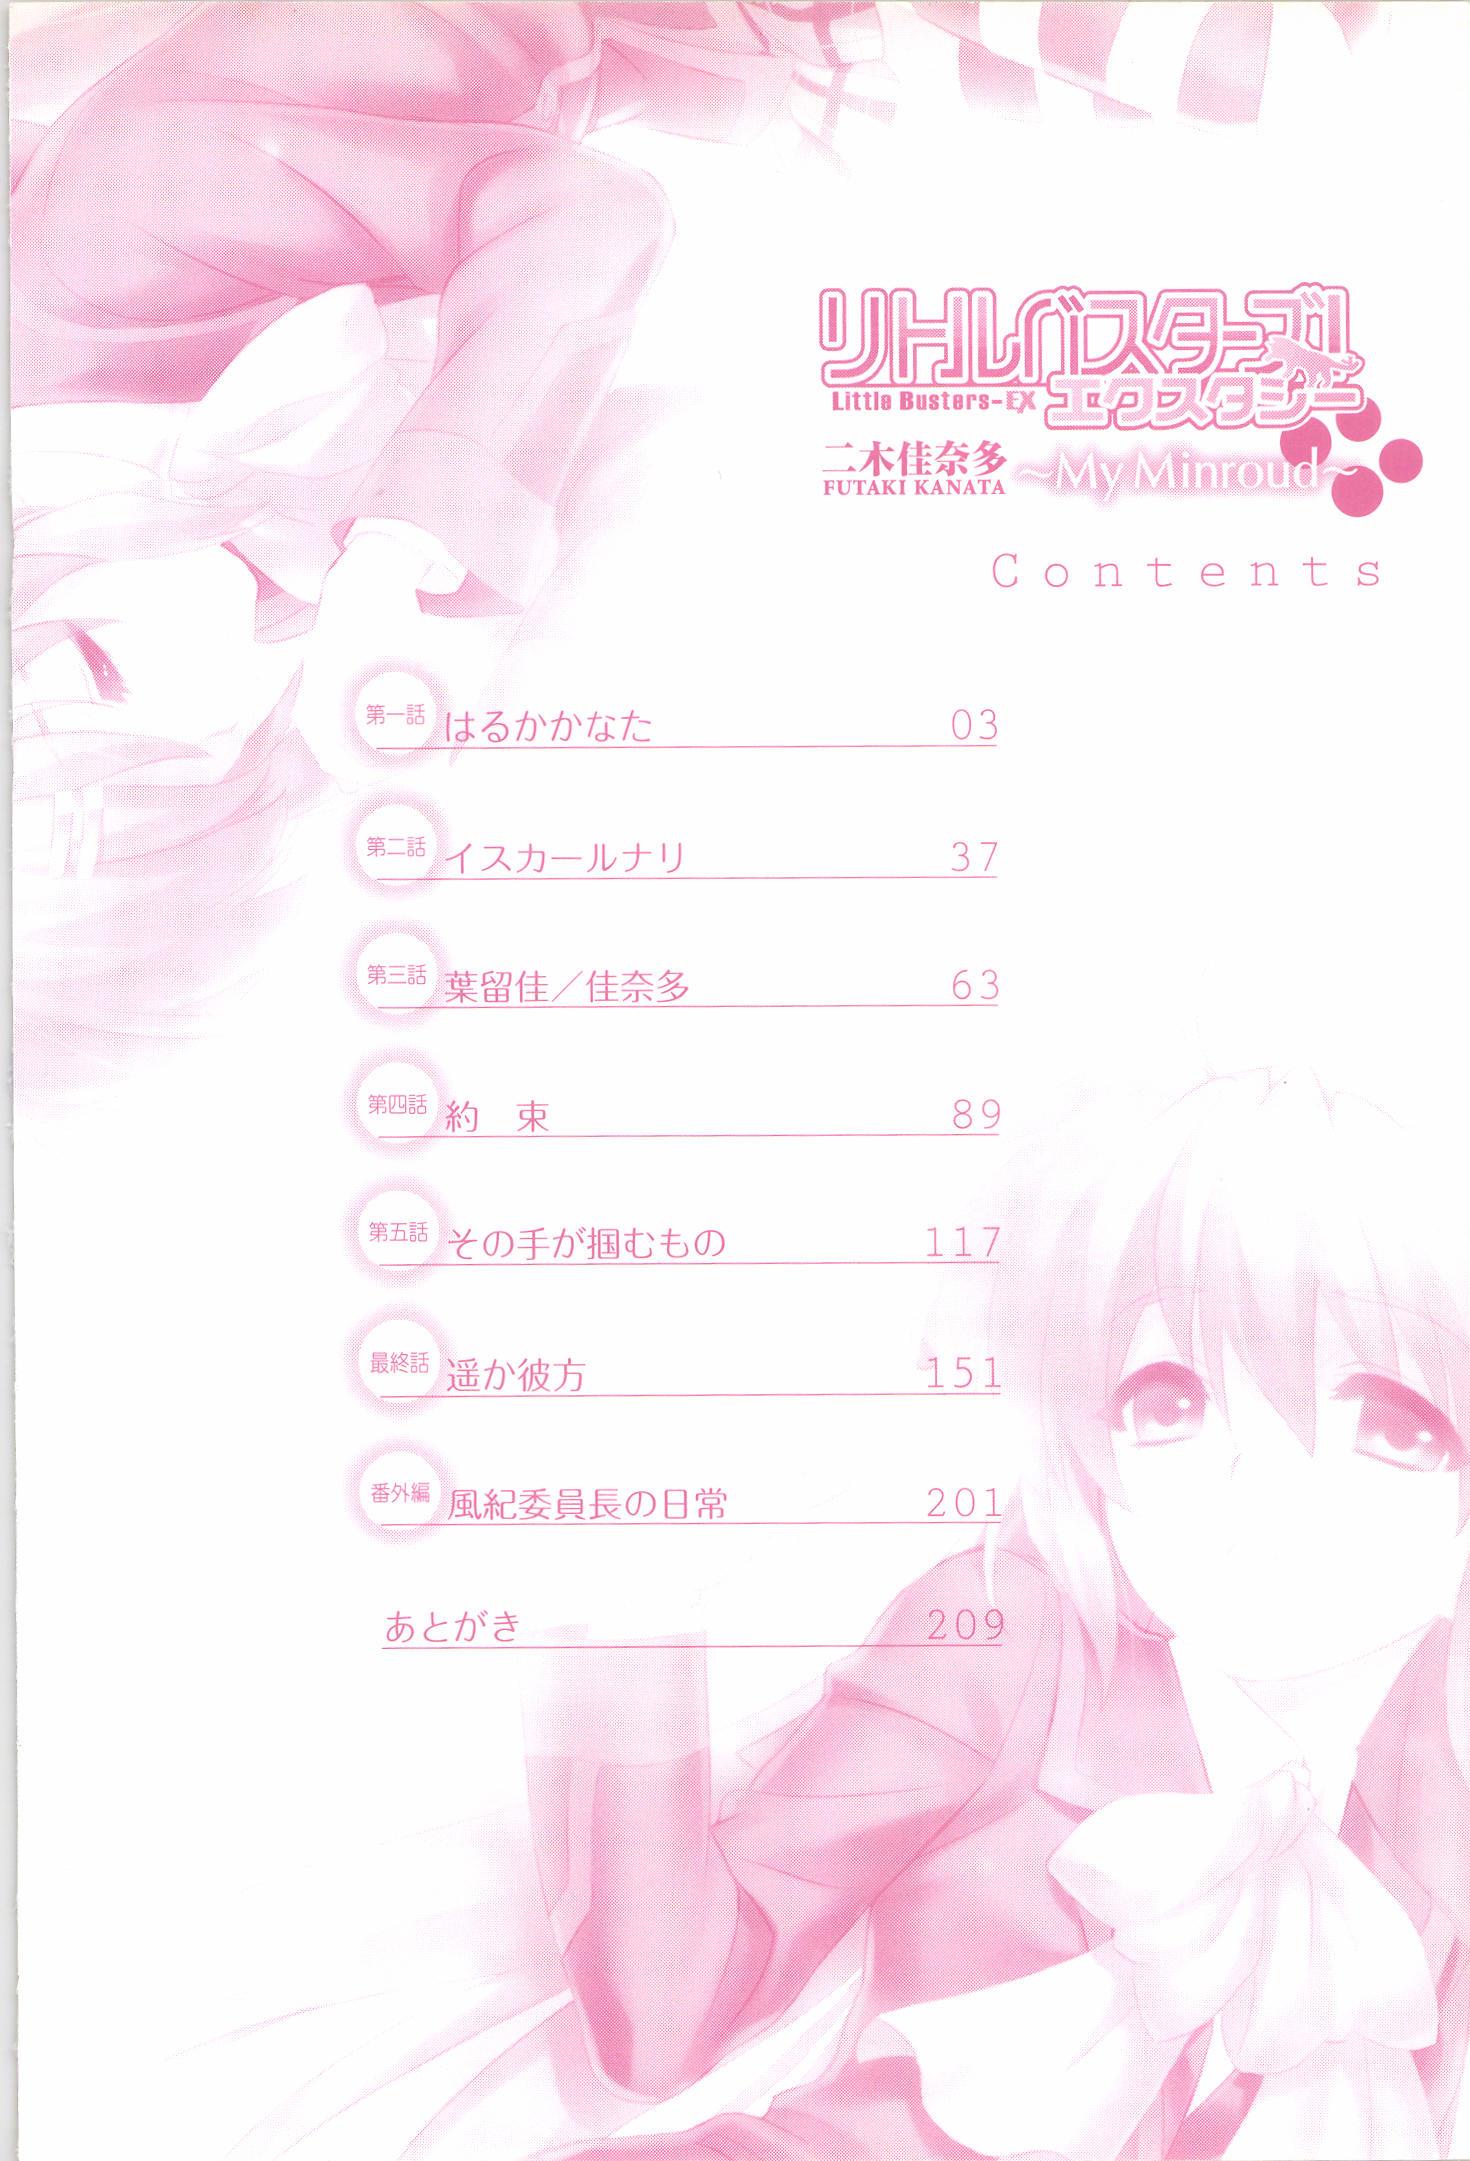 リトルバスターズ!
エクスタシー
Little Busters-EX
二木佳奈多 ～My Minroud～
FUTAKI KANATA
Contents
第一話 はるかかなた 03
第二話 イスカールナリ 37
第三話 葉留佳／佳奈多 63
第四話 約　束 89
第五話 その手が掴むもの 117
最終話 遥か彼方 151
番外編 風紀委員長の日常 201
あとがき 209